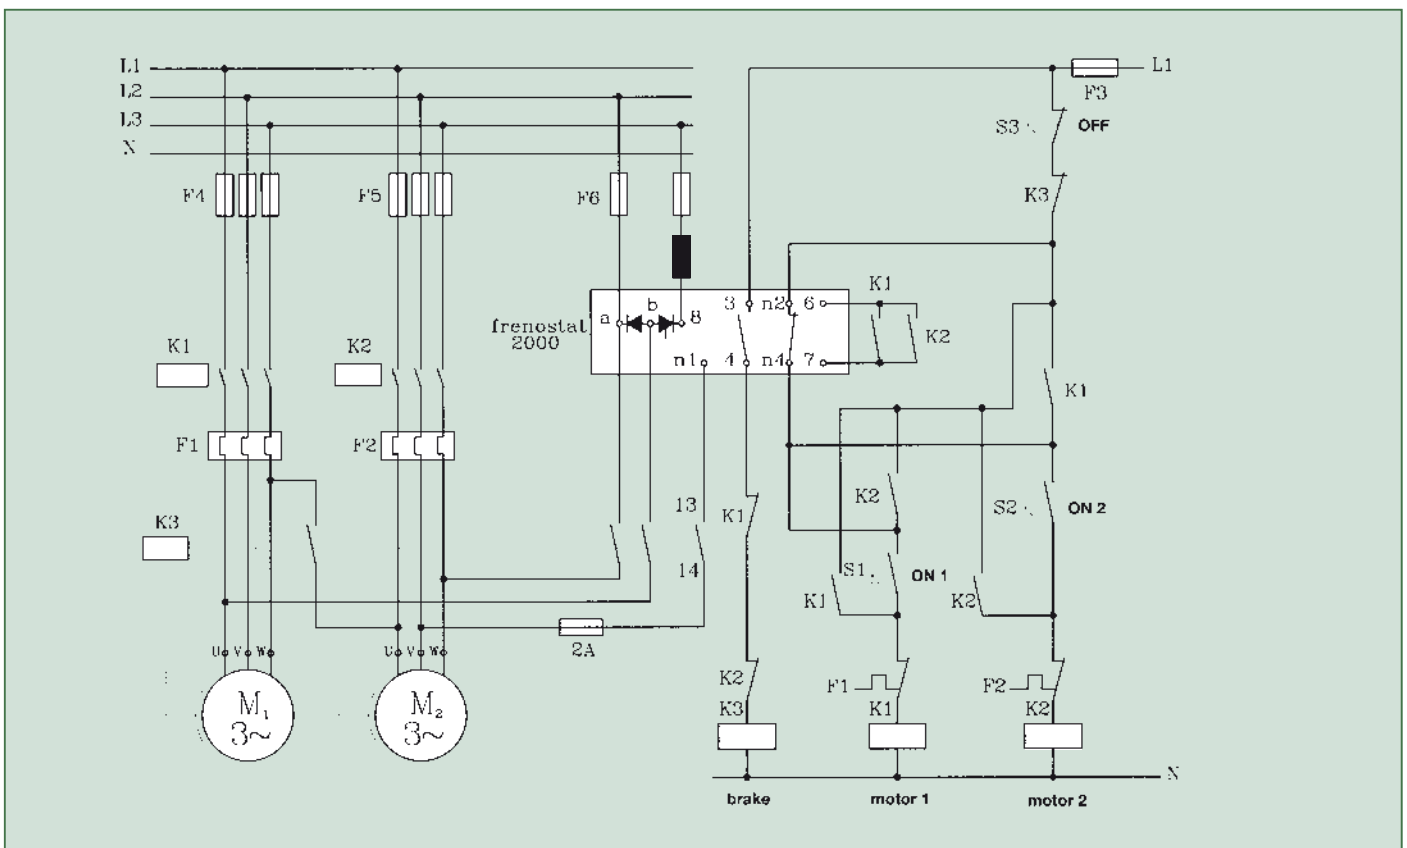 L1
L2
L3
N
L1
F3
S3 OFF
F4 F5 F6 K3
K1
3 n2 6
a b 8
frenostat
2000
K2
n1 4 n4 7
K1 K2
K1
F1 F2
K2
13
K1
S2 ON 2
K3
14
S1 ON 1
K1 K2
2A
U V W U V W
K2
F1 F2
M1
3~
M2
3~
K3 K1 K2
N
brake motor 1 motor 2